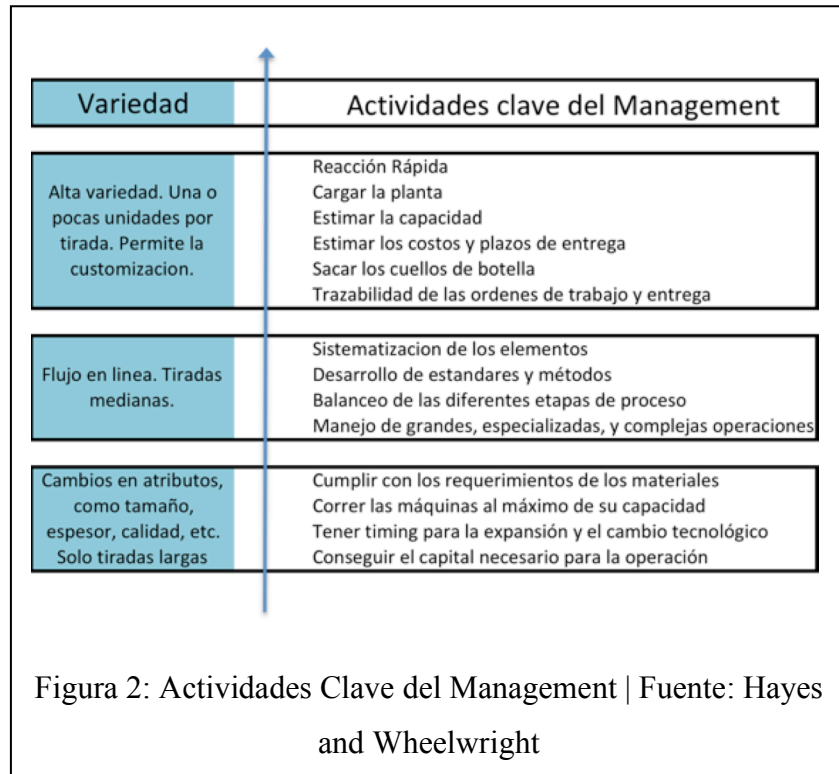 Variedad
Actividades clave del Management
Alta variedad. Una o
pocas unidades por
tirada. Permite la
customizacion.
Reacción Rápida
Cargar la planta
Estimar la capacidad
Estimar los costos y plazos de entrega
Sacar los cuellos de botella
Trazabilidad de las ordenes de trabajo y entrega
Flujo en linea. Tiradas
medianas.
Sistematizacion de los elementos
Desarrollo de estandares y métodos
Balanceo de las diferentes etapas de proceso
Manejo de grandes, especializadas, y complejas operaciones
Cambios en atributos,
como tamaño,
espesor, calidad, etc.
Solo tiradas largas
Cumplir con los requerimientos de los materiales
Correr las máquinas al máximo de su capacidad
Tener timing para la expansión y el cambio tecnológico
Conseguir el capital necesario para la operación
Figura 2: Actividades Clave del Management | Fuente: Hayes
and Wheelwright